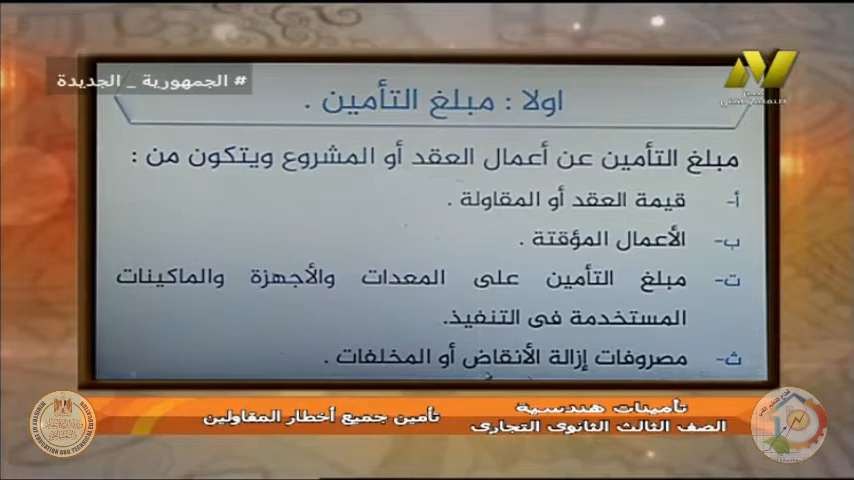 # الجمهورية _ الجديدة
مصر
التعليمية
اولا : مبلغ التأمين .
مبلغ التأمين عن أعمال العقد أو المشروع ويتكون من :
أ- قيمة العقد أو المقاولة .
ب- الأعمال المؤقتة .
ت- مبلغ التأمين على المعدات والأجهزة والماكينات
المستخدمة فى التنفيذ.
ث- مصروفات إزالة الأنقاض أو المخلفات .
تأمينات هندسية
الصف الثالث الثانوى التجارى
تأمين جميع أخطار المقاولين